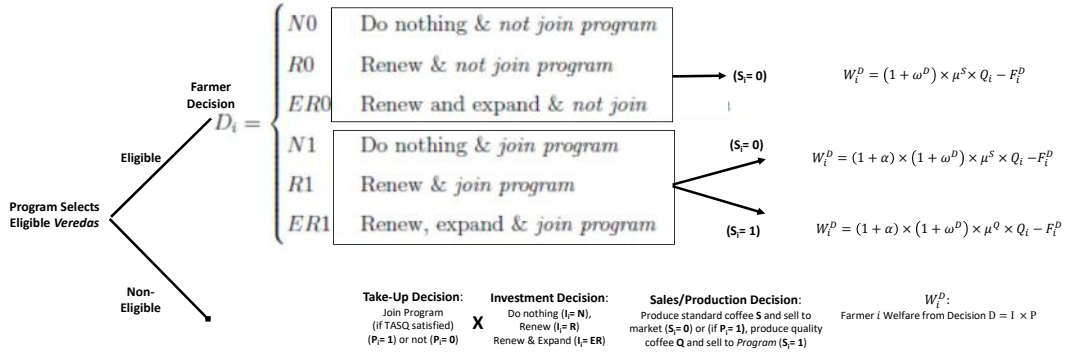 Program Selects
Eligible Veredas
Eligible
Non-
Eligible
Farmer
Decision
D_i =
N0 Do nothing & not join program
R0 Renew & not join program
ER0 Renew and expand & not join
N1 Do nothing & join program
R1 Renew & join program
ER1 Renew, expand & join program
(S_i= 0)
W_i^D = (1 + ω^D) × μ^S × Q_i − F_i^D
(S_i= 0)
W_i^D = (1 + α) × (1 + ω^D) × μ^S × Q_i −F_i^D
(S_i= 1)
W_i^D = (1 + α) × (1 + ω^D) × μ^Q × Q_i − F_i^D
Take-Up Decision:
Join Program
(if TASQ satisfied)
(P_i= 1) or not (P_i= 0)
X
Investment Decision:
Do nothing (I_i= N),
Renew (I_i= R)
Renew & Expand (I_i= ER)
Sales/Production Decision:
Produce standard coffee S and sell to
market (S_i= 0) or (if P_i= 1), produce quality
coffee Q and sell to Program (S_i= 1)
W_i^D:
Farmer i Welfare from Decision D = I × P